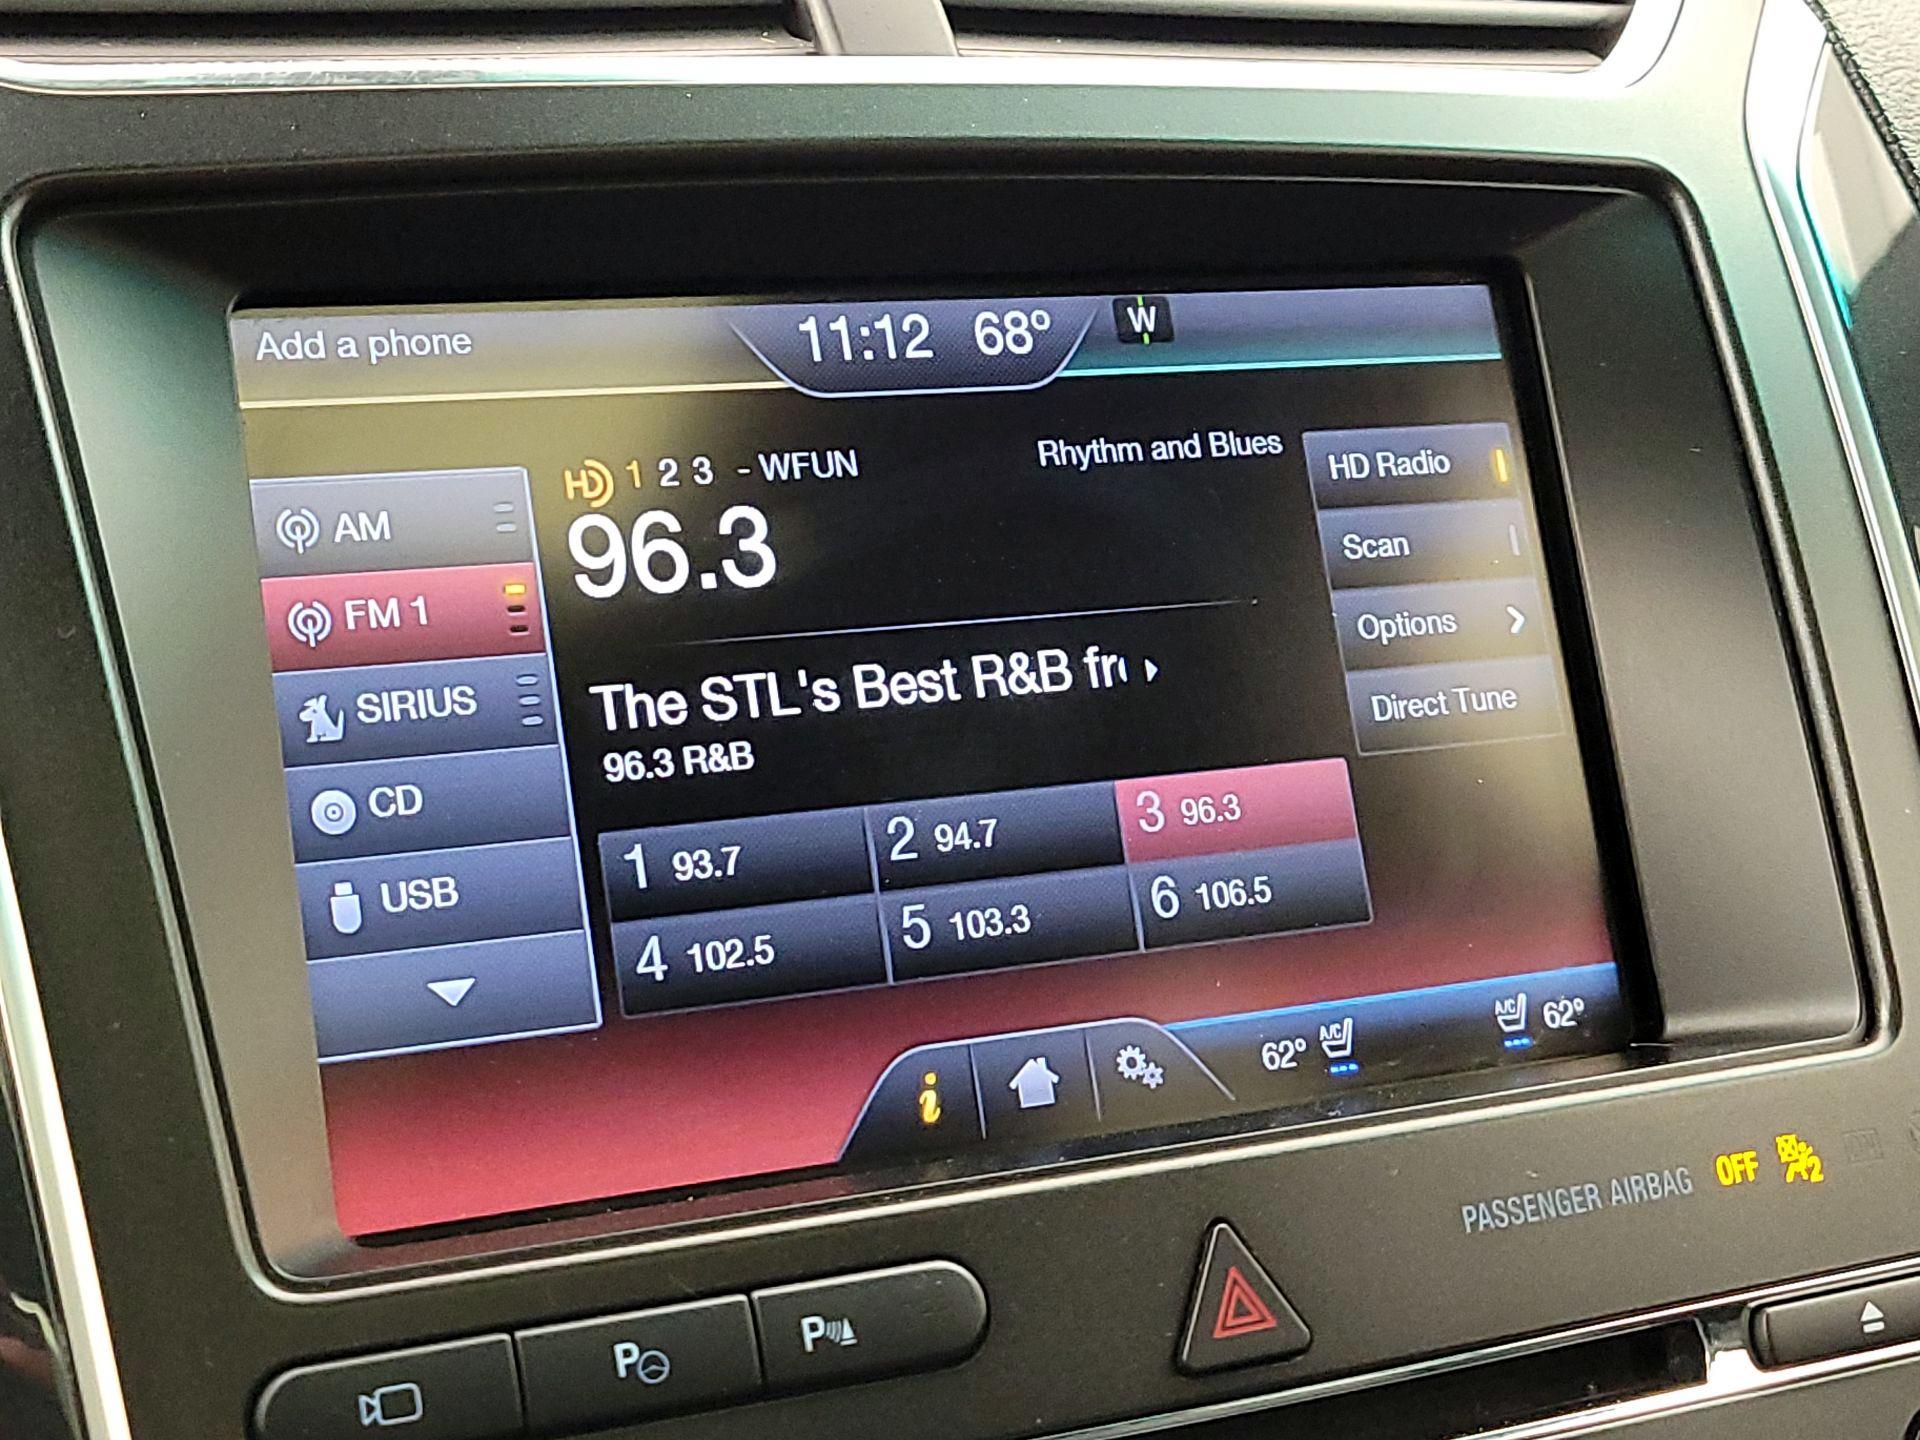 Add a phone
11:12 68° W
HD 1 2 3 - WFUN
Rhythm and Blues
96.3
The STL's Best R&B fr
96.3 R&B
AM
FM 1
SIRIUS
CD
USB
HD Radio
Scan
Options
Direct Tune
1 93.7
2 94.7
3 96.3
4 102.5
5 103.3
6 106.5
i
62° A/C
A/C 62°
PASSENGER AIRBAG OFF
2
P
P